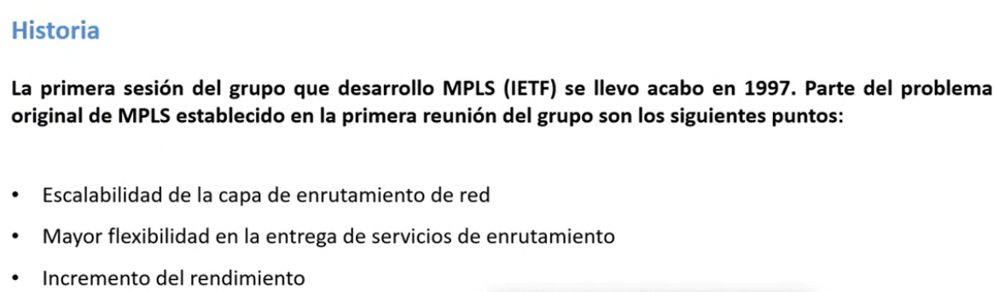 Historia
La primera sesión del grupo que desarrollo MPLS (IETF) se llevo acabo en 1997. Parte del problema
original de MPLS establecido en la primera reunión del grupo son los siguientes puntos:
• Escalabilidad de la capa de enrutamiento de red
• Mayor flexibilidad en la entrega de servicios de enrutamiento
• Incremento del rendimiento